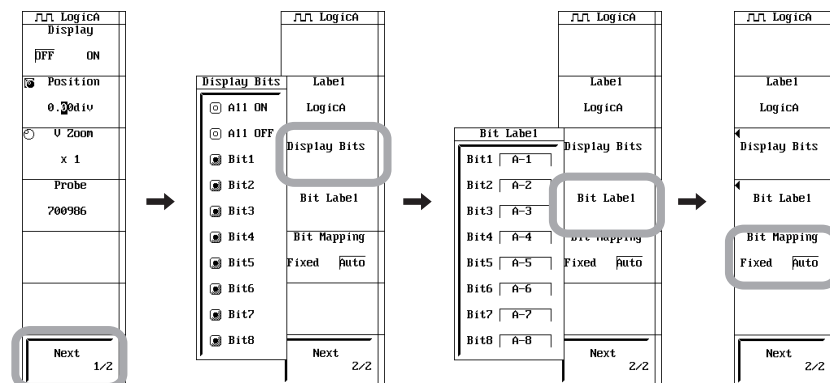 LogicA
Display
OFF ON
Position
0.00div
V Zoom
x 1
Probe
700986
Next
1/2
Display Bits
All ON
All OFF
Bit1
Bit2
Bit3
Bit4
Bit5
Bit6
Bit7
Bit8
LogicA
Label
LogicA
Display Bits
Bit Label
Bit Mapping
Fixed Auto
Next
2/2
Bit Label
Bit1 A-1
Bit2 A-2
Bit3 A-3
Bit4 A-4
Bit5 A-5
Bit6 A-6
Bit7 A-7
Bit8 A-8
LogicA
Label
LogicA
Display Bits
Bit Label
Bit Mapping
Fixed Auto
Next
2/2
LogicA
Label
LogicA
Display Bits
Bit Label
Bit Mapping
Fixed Auto
Next
2/2